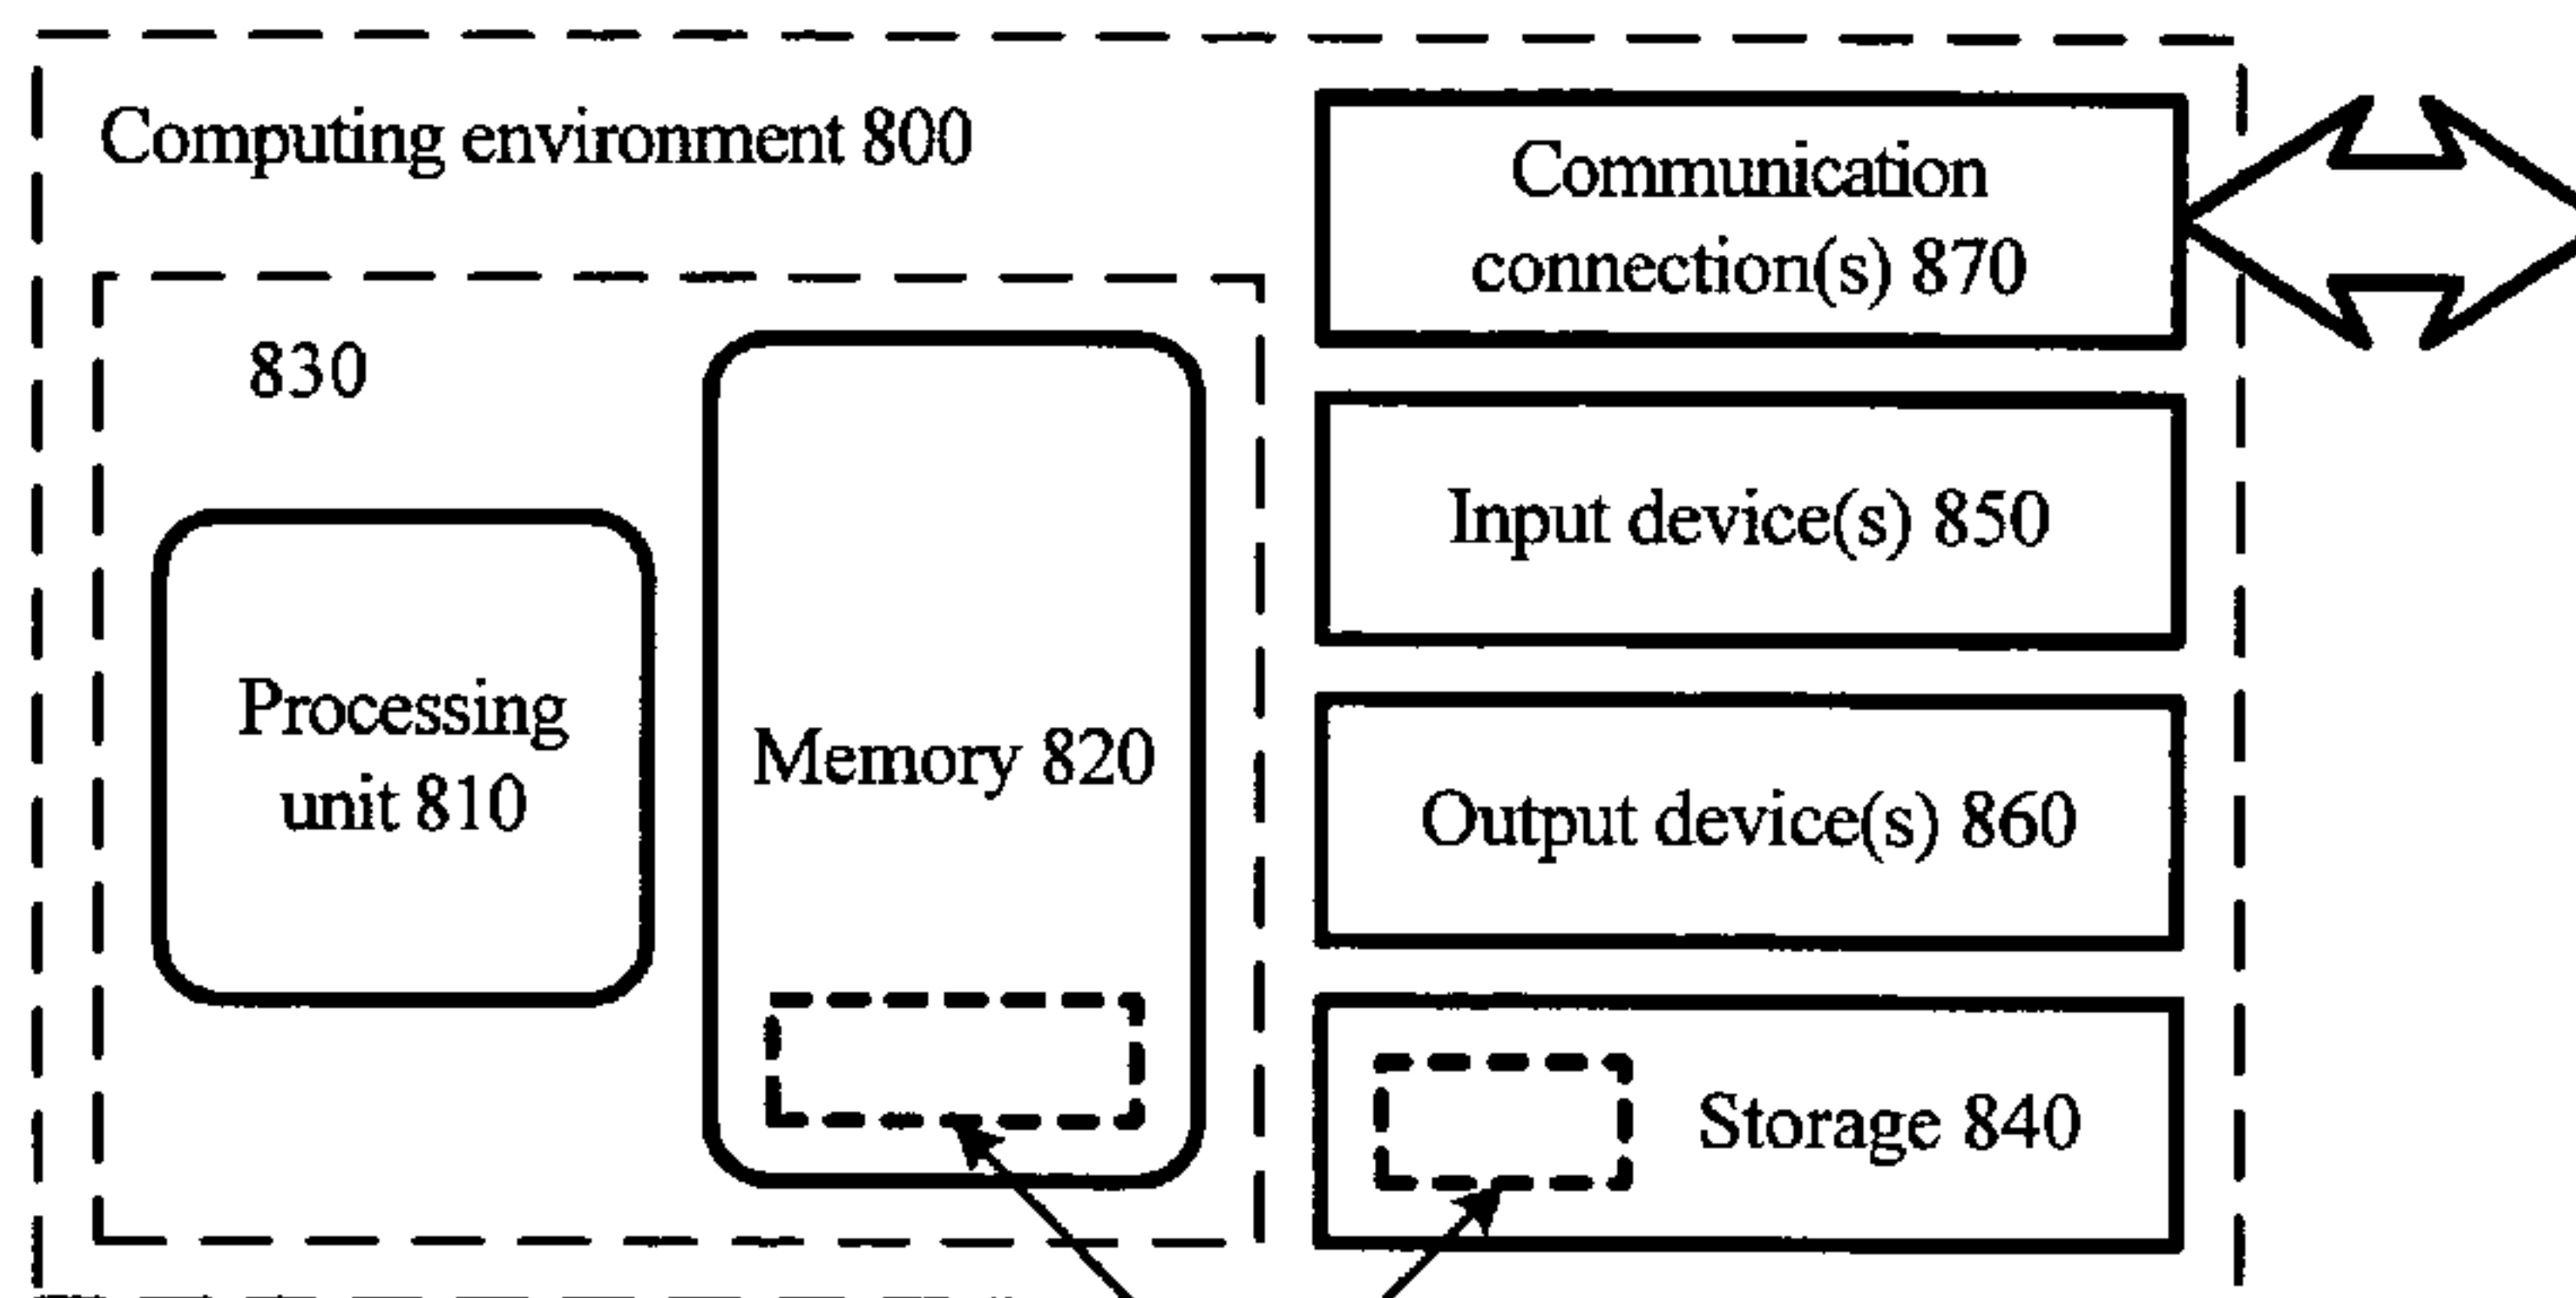 Computing environment 800
Communication
connection(s) 870
830
Input device(s) 850
Processing
unit 810
Memory 820
Output device(s) 860
Storage 840